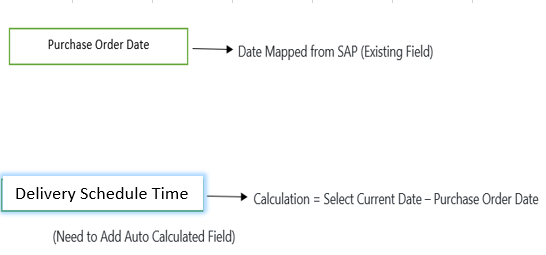 Purchase Order Date
Date Mapped from SAP (Existing Field)
Delivery Schedule Time
Calculation = Select Current Date – Purchase Order Date
(Need to Add Auto Calculated Field)